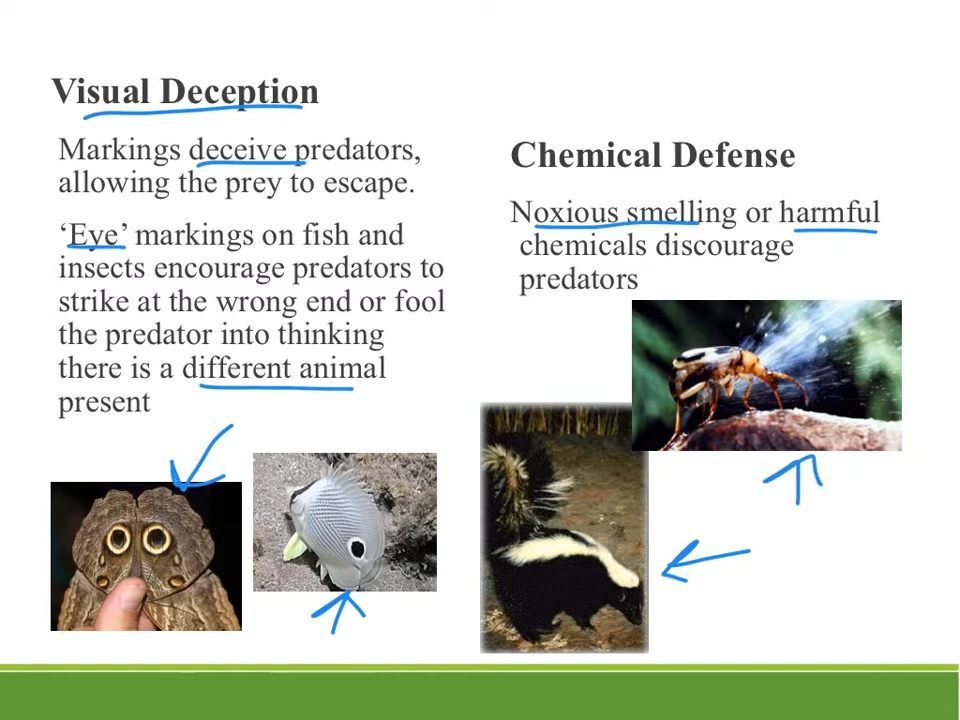 Visual Deception
Markings deceive predators,
allowing the prey to escape.
‘Eye’ markings on fish and
insects encourage predators to
strike at the wrong end or fool
the predator into thinking
there is a different animal
present
Chemical Defense
Noxious smelling or harmful
chemicals discourage
predators